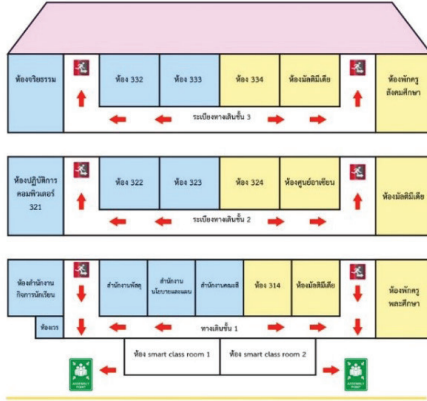 ห้องจริยธรรม
ห้อง 332
ห้อง 333
ห้อง 334
ห้องมัลติมีเดีย
ห้องพักครู
สังคมศึกษา
ระเบียงทางเดินชั้น 3
ห้องปฏิบัติการ
คอมพิวเตอร์
321
ห้อง 322
ห้อง 323
ห้อง 324
ห้องศูนย์อาเซียน
ห้องมัลติมีเดีย
ระเบียงทางเดินชั้น 2
ห้องสำนักงาน
กิจการนักเรียน
สำนักงานพัสดุ
สำนักงาน
นโยบายและแผน
สำนักงานคณะสี
ห้อง 314
ห้องมัลติมีเดีย
ห้องพักครู
พละศึกษา
ห้องเวร
ทางเดินชั้น 1
ห้อง smart class room 1
ห้อง smart class room 2